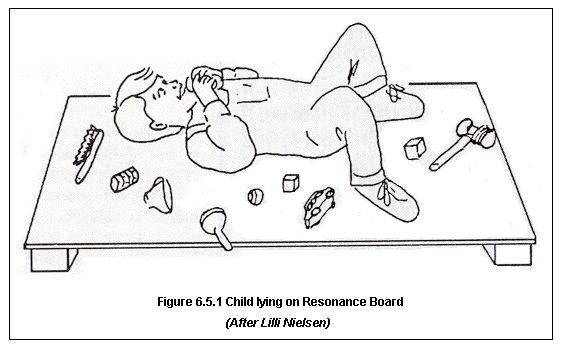 Figure 6.5.1 Child lying on Resonance Board
(After Lilli Nielsen)